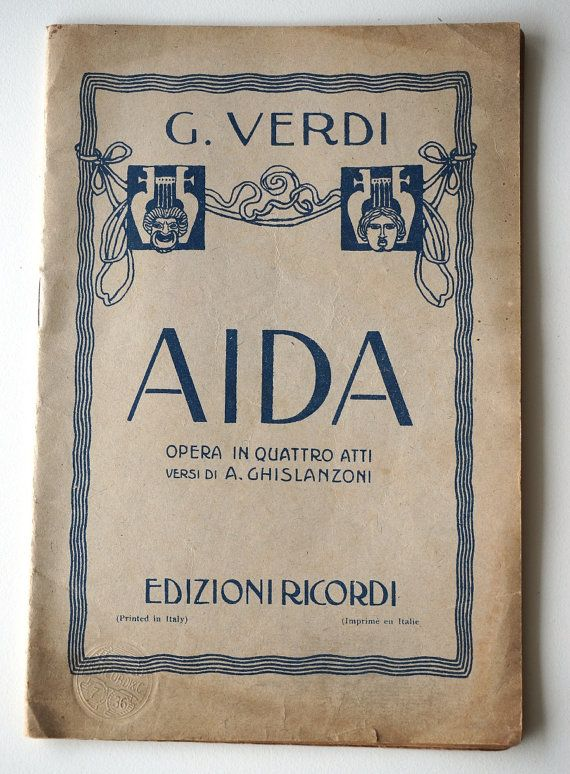 G. VERDI
AIDA
OPERA IN QUATTRO ATTI
VERSI DI A. GHISLANZONI
EDIZIONI RICORDI
(Printed in Italy) (Imprimé en Italie